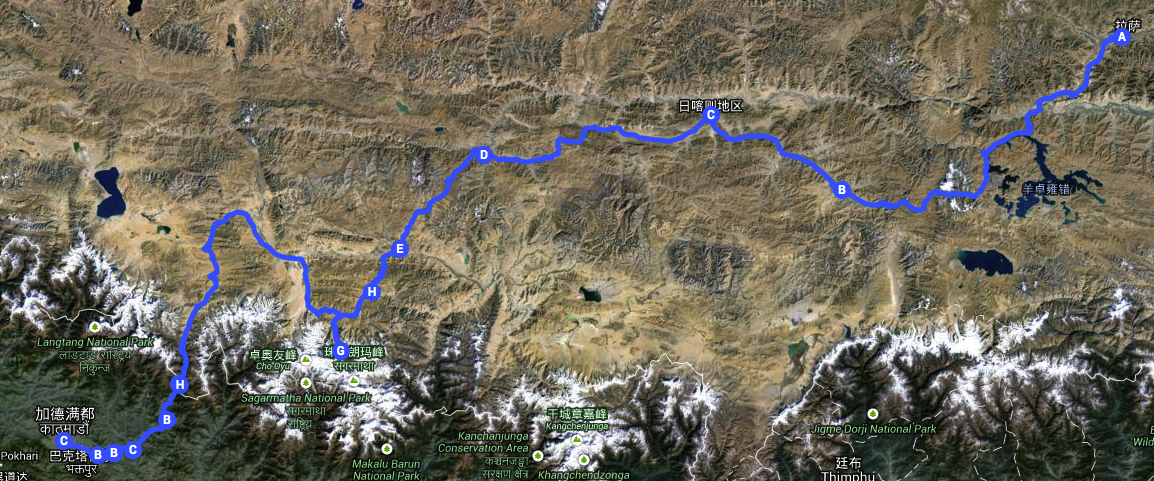 拉萨
A
日喀则地区
C
D
B
羊卓雍错
E
H
Langtang National Park
लाङटाङ राष्ट्रिय
निकुन्ज
卓奥友峰
Cho Oyu
G
珠 朗玛峰
सगरमाथा
H
Sagarmatha National Park
सगरमाथा
राष्ट्रिय
加德满都
काठमाडौं
B
C
B
B
C
Pokhari
巴克塔
भक्तपुर
干城章嘉峰
Kangchenjunga
Jigme Dorji National Park
Makalu Barun
National Park
Kanchanjunga
Conservation Area
कञ्चनजङ्घा
संरक्षण क्षेत्र
Khangchendzonga
廷布
Thimphu
Wild
里道达